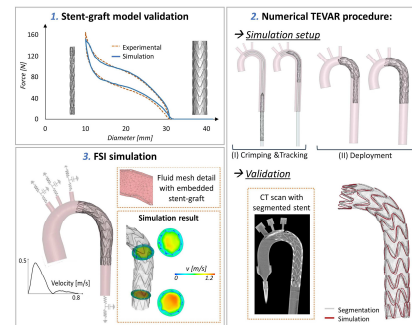 1. Stent-graft model validation
160
120
80
40
0
Force [N]
Experimental
Simulation
0
10
20
30
40
Diameter [mm]
2. Numerical TEVAR procedure:
→ Simulation setup
(I) Crimping &Tracking
(II) Deployment
→ Validation
CT scan with
segmented stent
Segmentation
Simulation
3. FSI simulation
Fluid mesh detail
with embedded
stent-graft
Simulation result
v [m/s]
0
1.2
0.5
Velocity [m/s]
0.8